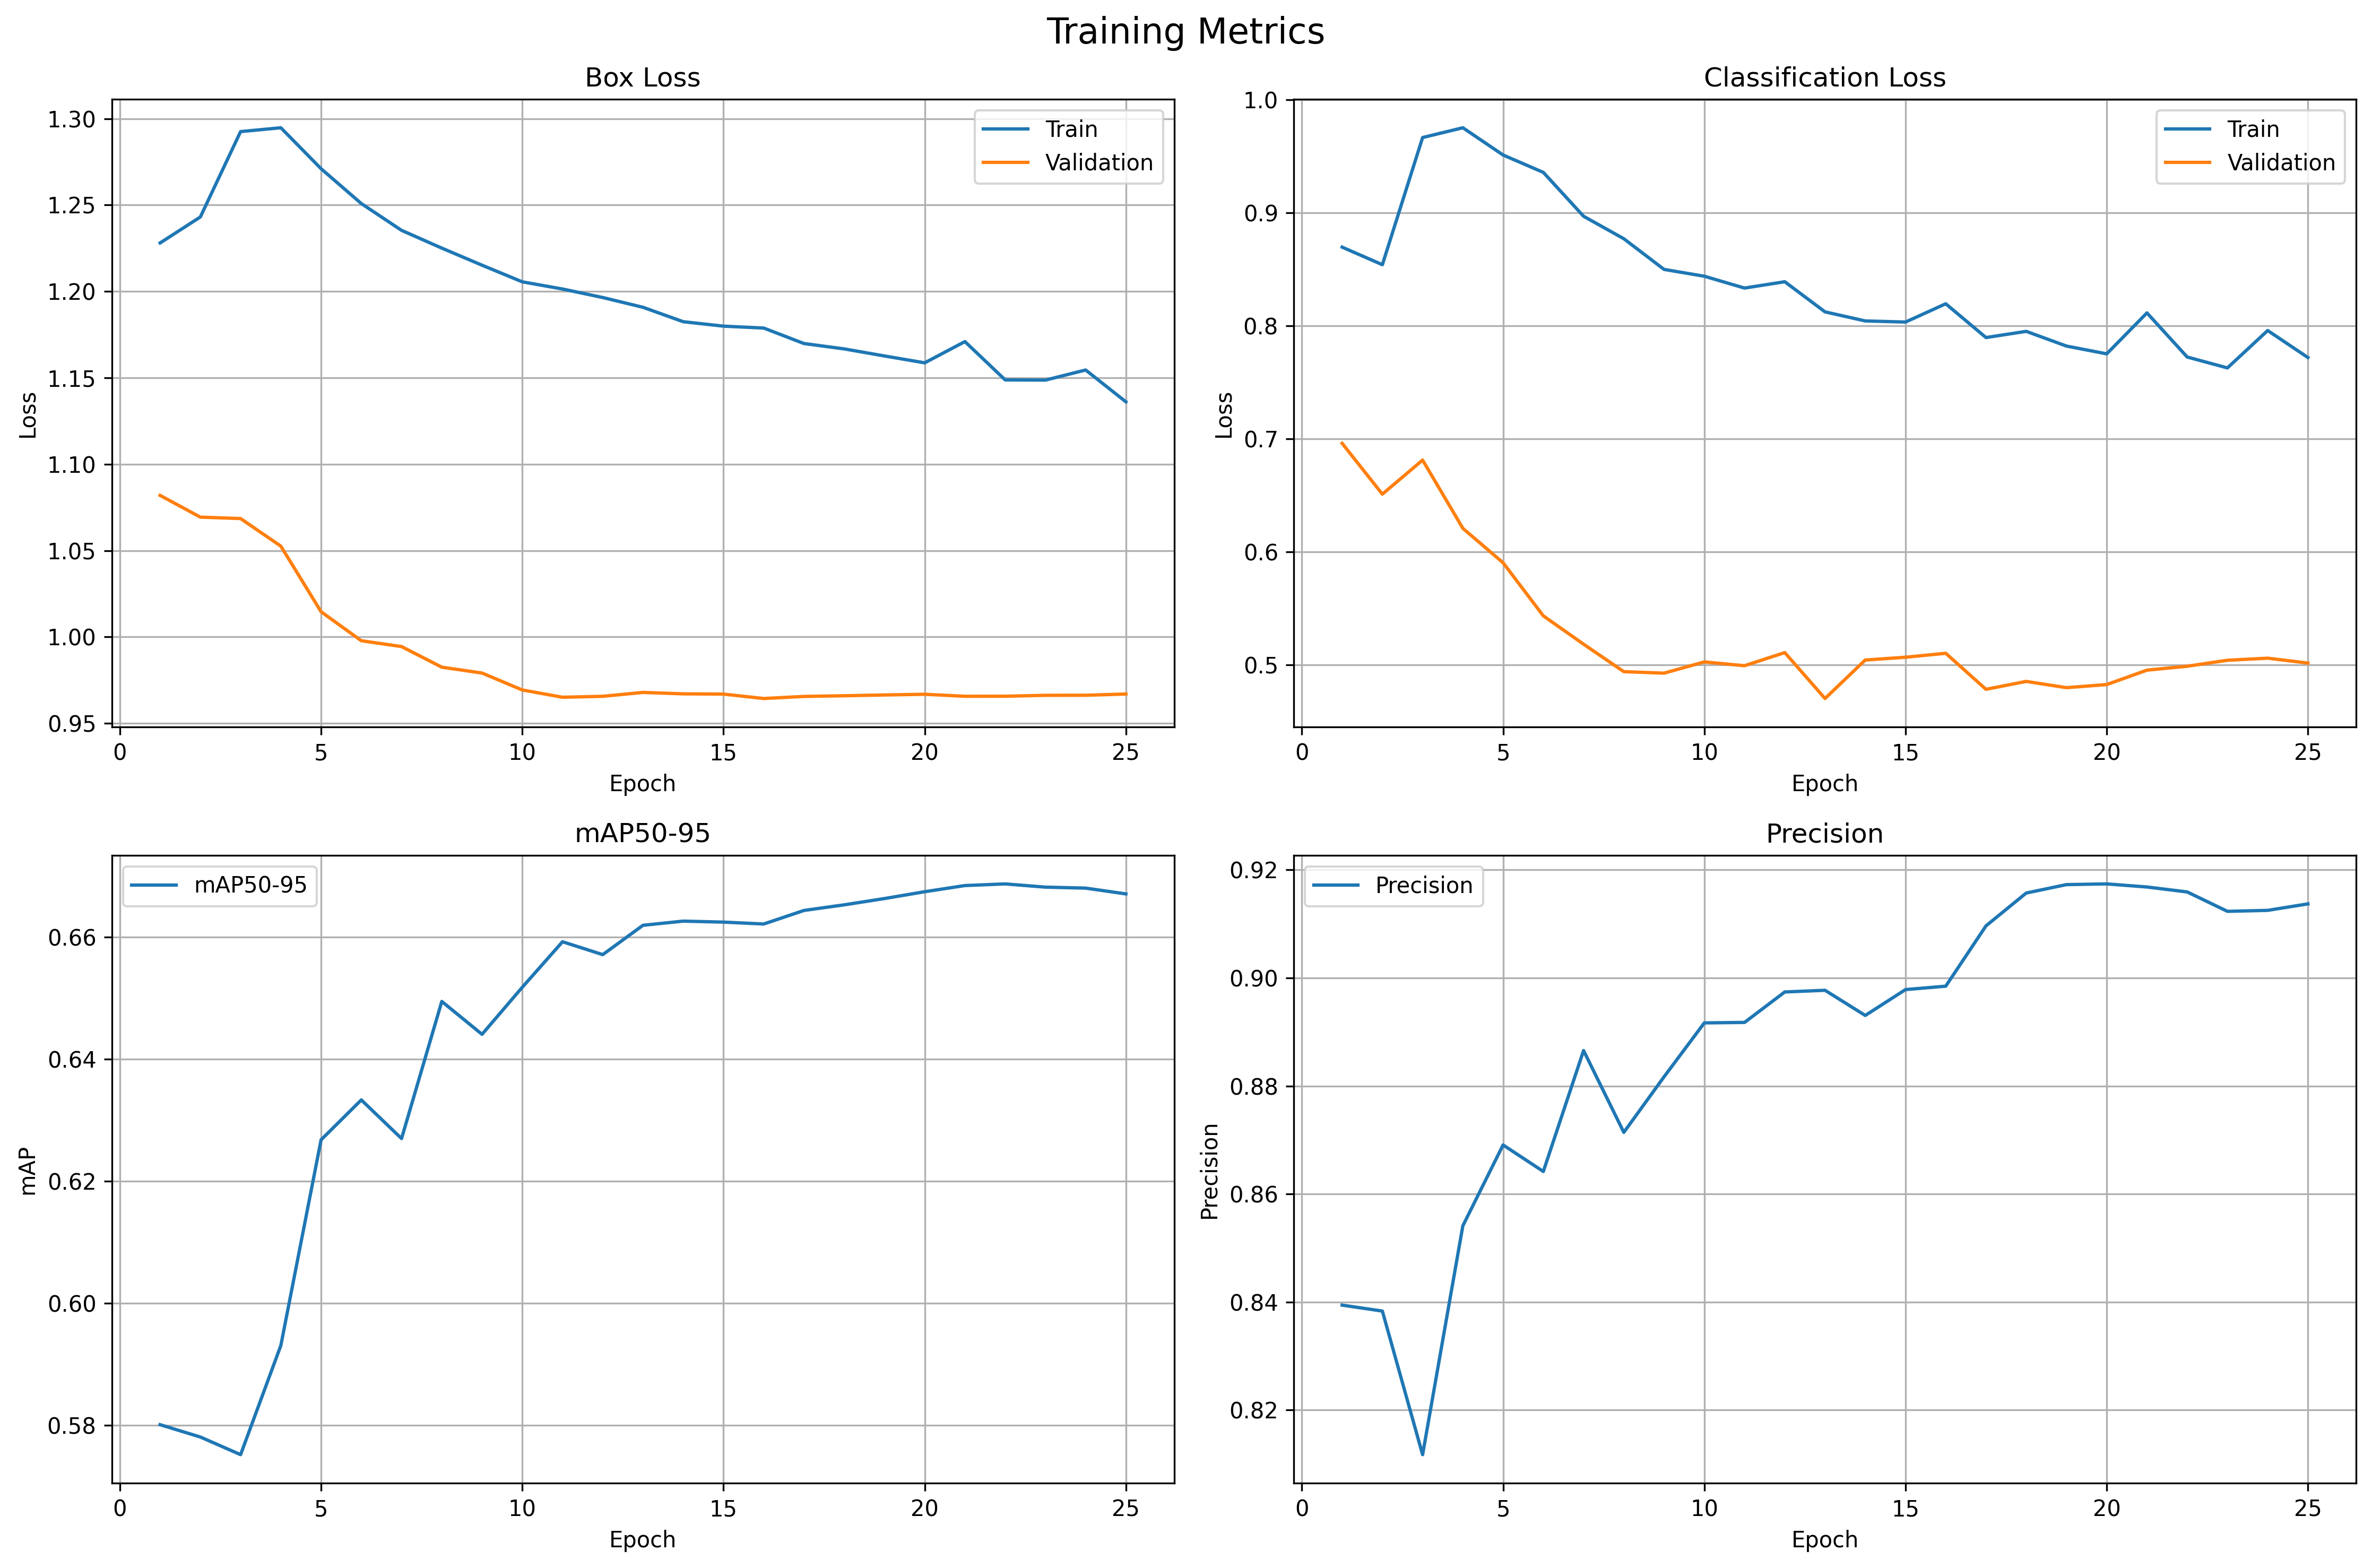 Training Metrics
Box Loss
1.30
1.25
1.20
1.15
1.10
1.05
1.00
0.95
Loss
Train
Validation
0 5 10 15 20 25
Epoch
Classification Loss
1.0
0.9
0.8
0.7
0.6
0.5
Loss
Train
Validation
0 5 10 15 20 25
Epoch
mAP50-95
mAP50-95
0.66
0.64
0.62
0.60
0.58
mAP
0 5 10 15 20 25
Epoch
Precision
Precision
0.92
0.90
0.88
0.86
0.84
0.82
Precision
0 5 10 15 20 25
Epoch